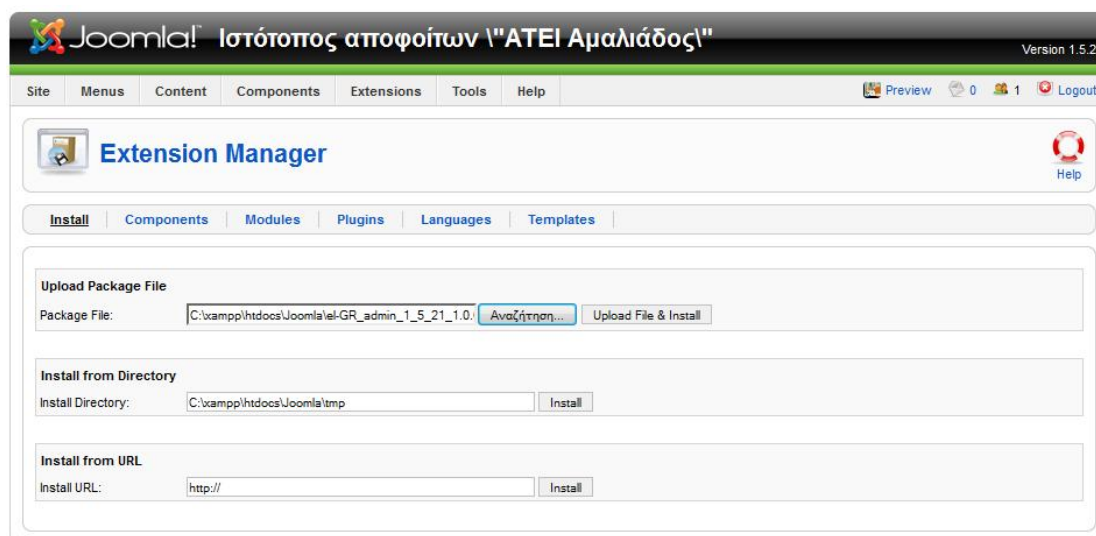 Joomla! Ιστότοπος αποφοίτων \"ΑΤΕΙ Αμαλιάδος\"
Version 1.5.2
Site Menus Content Components Extensions Tools Help Preview 0 1 Logout
Extension Manager
Help
Install Components Modules Plugins Languages Templates
Upload Package File
Package File: C:\xampp\htdocs\Joomla\el-GR_admin_1_5_21_1.0. Αναζήτηση... Upload File & Install
Install from Directory
Install Directory: C:\xampp\htdocs\Joomla\tmp Install
Install from URL
Install URL: http:// Install